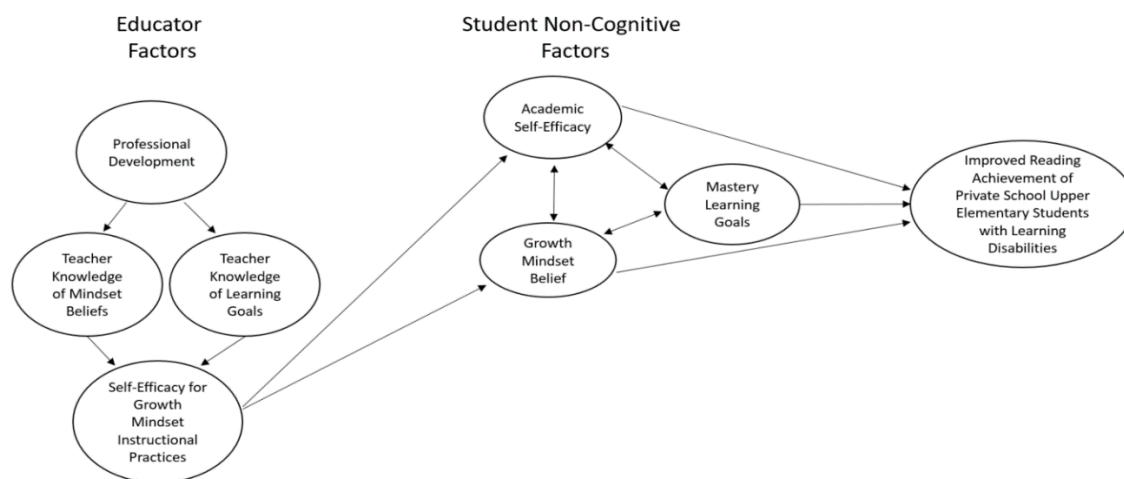 Educator
Factors
Student Non-Cognitive
Factors
Professional
Development
Teacher
Knowledge
of Mindset
Beliefs
Teacher
Knowledge
of Learning
Goals
Self-Efficacy for
Growth
Mindset
Instructional
Practices
Academic
Self-Efficacy
Mastery
Learning
Goals
Growth
Mindset
Belief
Improved Reading
Achievement of
Private School Upper
Elementary Students
with Learning
Disabilities